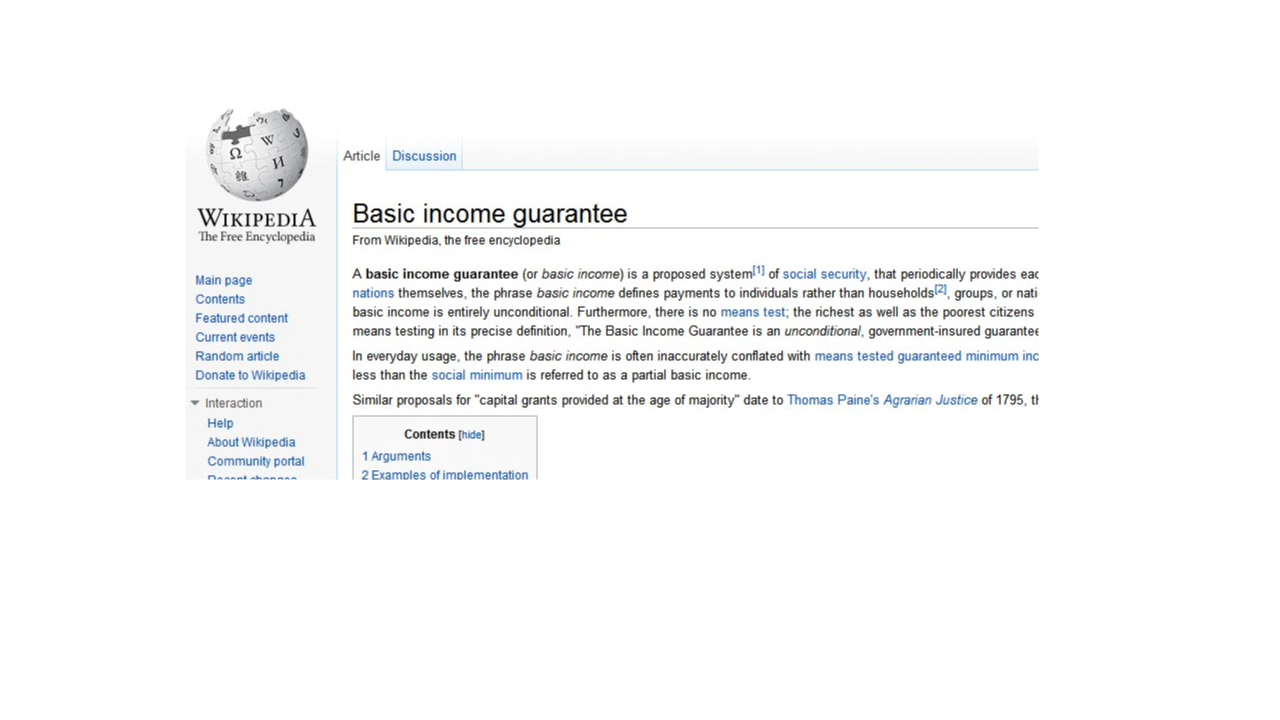 WIKIPEDIA
The Free Encyclopedia
Main page
Contents
Featured content
Current events
Random article
Donate to Wikipedia
Interaction
Help
About Wikipedia
Community portal
Recent changes
Article Discussion
Basic income guarantee
From Wikipedia, the free encyclopedia
A basic income guarantee (or basic income) is a proposed system[1] of social security, that periodically provides eac
nations themselves, the phrase basic income defines payments to individuals rather than households[2], groups, or nati
basic income is entirely unconditional. Furthermore, there is no means test; the richest as well as the poorest citizens
means testing in its precise definition, "The Basic Income Guarantee is an unconditional, government-insured guarantee
In everyday usage, the phrase basic income is often inaccurately conflated with means tested guaranteed minimum inc
less than the social minimum is referred to as a partial basic income.
Similar proposals for "capital grants provided at the age of majority" date to Thomas Paine's Agrarian Justice of 1795, th
Contents [hide]
1 Arguments
2 Examples of implementation